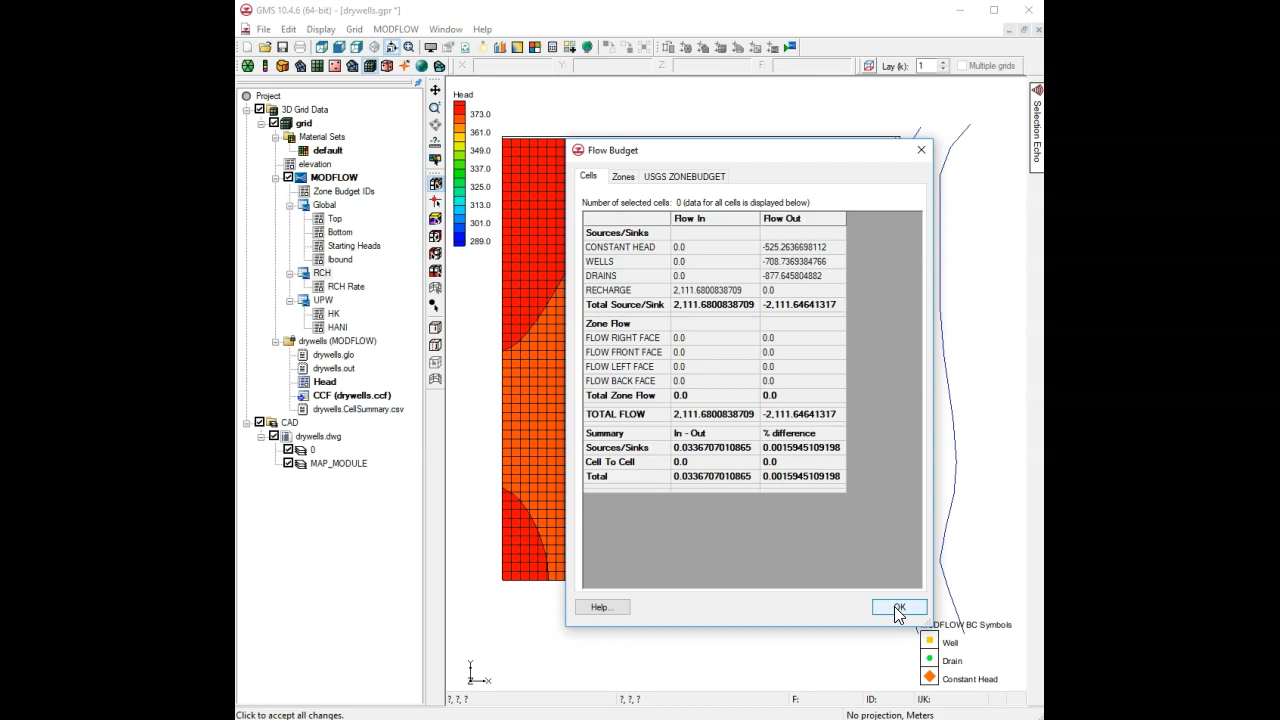 GMS 10.4.6 (64-bit) - [drywells.gpr *]
File Edit Display Grid MODFLOW Window Help
X: Y: Z: F: Lay (k): 1 Multiple grids
Project
3D Grid Data
grid
Material Sets
default
elevation
MODFLOW
Zone Budget IDs
Global
Top
Bottom
Starting Heads
Ibound
RCH
RCH Rate
UPW
HK
HANI
drywells (MODFLOW)
drywells.glo
drywells.out
Head
CCF (drywells.ccf)
drywells.CellSummary.csv
CAD
drywells.dwg
0
MAP_MODULE
Head
373.0
361.0
349.0
337.0
325.0
313.0
301.0
289.0
Flow Budget
Cells Zones USGS ZONEBUDGET
Number of selected cells: 0 (data for all cells is displayed below)
Flow In Flow Out
Sources/Sinks
CONSTANT HEAD 0.0 -525.2636698112
WELLS 0.0 -708.7369384766
DRAINS 0.0 -877.645804882
RECHARGE 2,111.6800838709 0.0
Total Source/Sink 2,111.6800838709 -2,111.64641317
Zone Flow
FLOW RIGHT FACE 0.0 0.0
FLOW FRONT FACE 0.0 0.0
FLOW LEFT FACE 0.0 0.0
FLOW BACK FACE 0.0 0.0
Total Zone Flow 0.0 0.0
TOTAL FLOW 2,111.6800838709 -2,111.64641317
Summary In - Out % difference
Sources/Sinks 0.0336707010865 0.0015945109198
Cell To Cell 0.0 0.0
Total 0.0336707010865 0.0015945109198
Help... OK
Selection Echo
MODFLOW BC Symbols
Well
Drain
Constant Head
Y
Z X
?, ?, ? ?, ?, ? F: ID: IJK:
Click to accept all changes. No projection, Meters